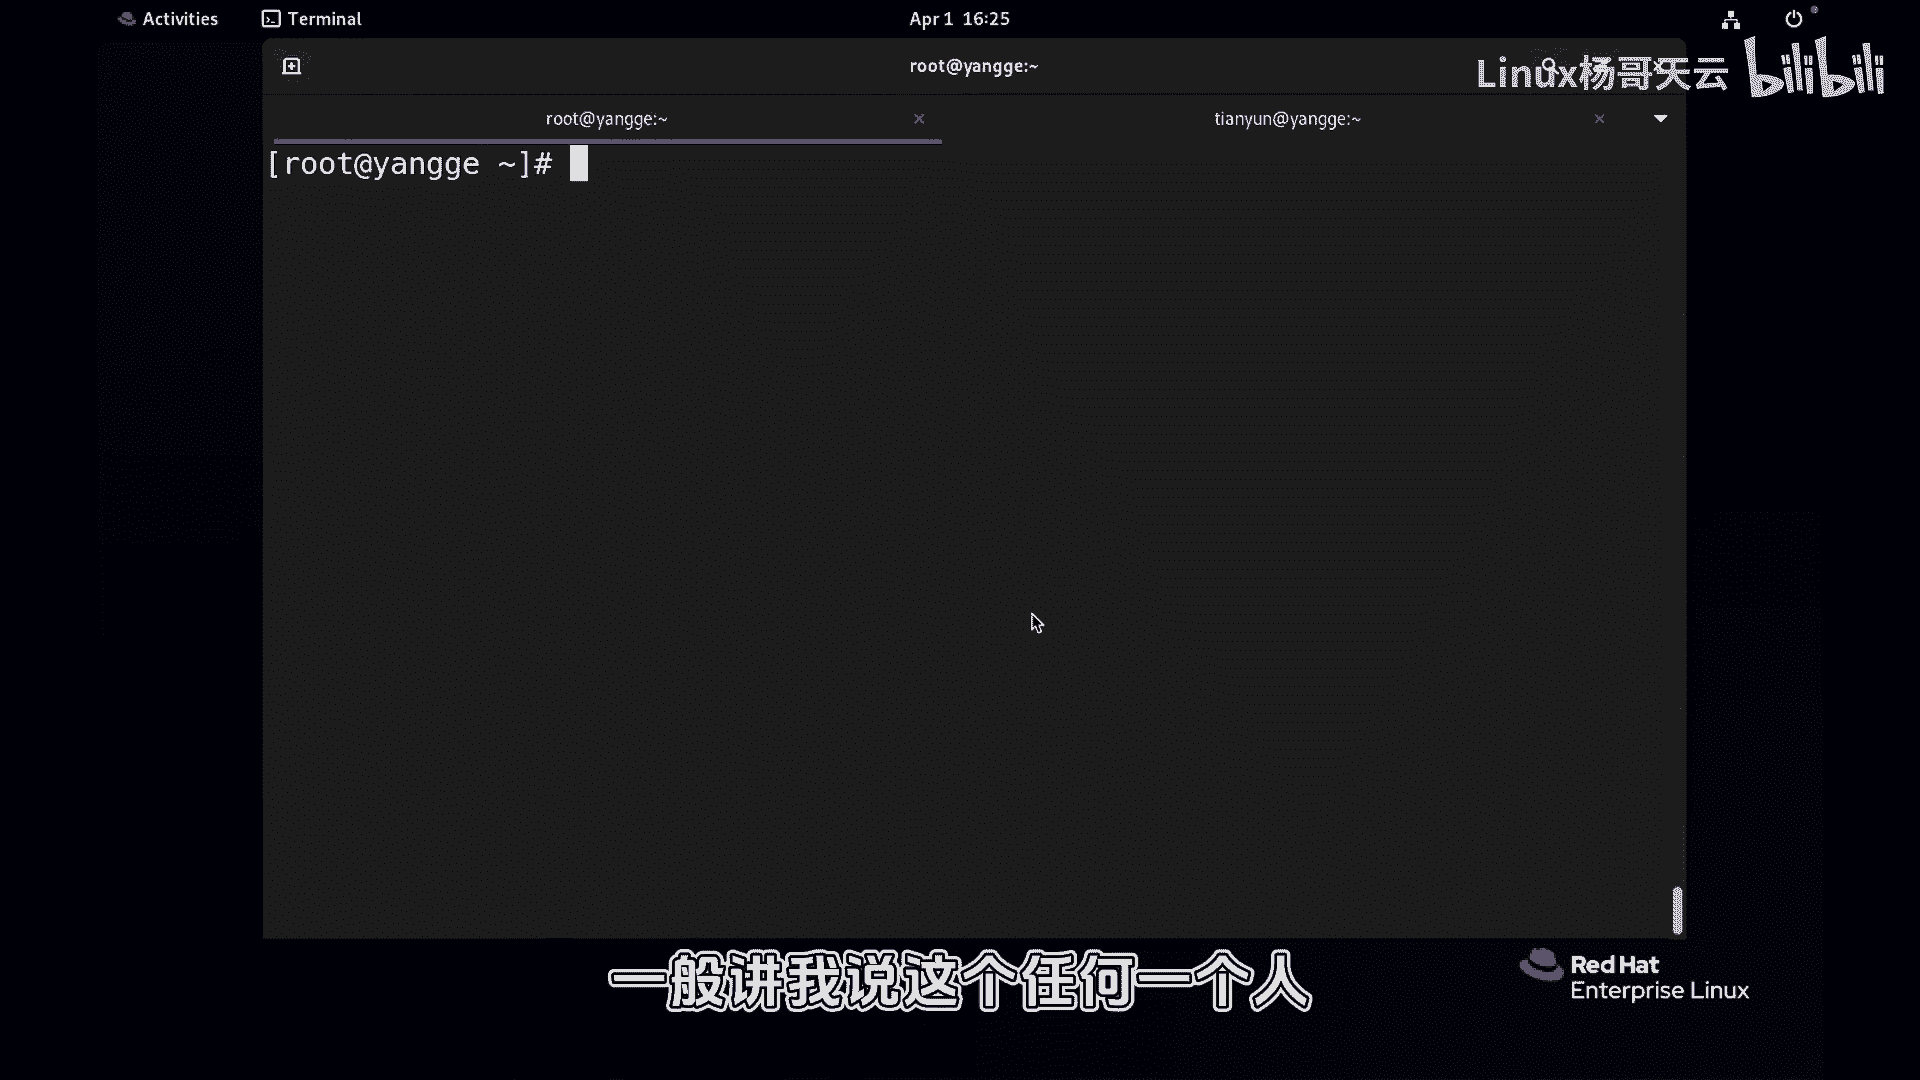 Activities
Terminal
Apr 1 16:25
root@yangge:~
Linux杨哥天云 bilibili
root@yangge:~
tianyun@yangge:~
[root@yangge ~]#
一般讲我说这个任何一个人
Red Hat
Enterprise Linux